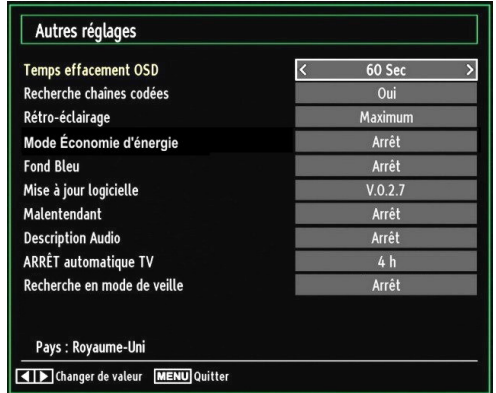 Autres réglages
Temps effacement OSD < 60 Sec >
Recherche chaînes codées Oui
Rétro-éclairage Maximum
Mode Économie d'énergie Arrêt
Fond Bleu Arrêt
Mise à jour logicielle V.0.2.7
Malentendant Arrêt
Description Audio Arrêt
ARRÊT automatique TV 4 h
Recherche en mode de veille Arrêt
Pays : Royaume-Uni
Changer de valeur MENU Quitter